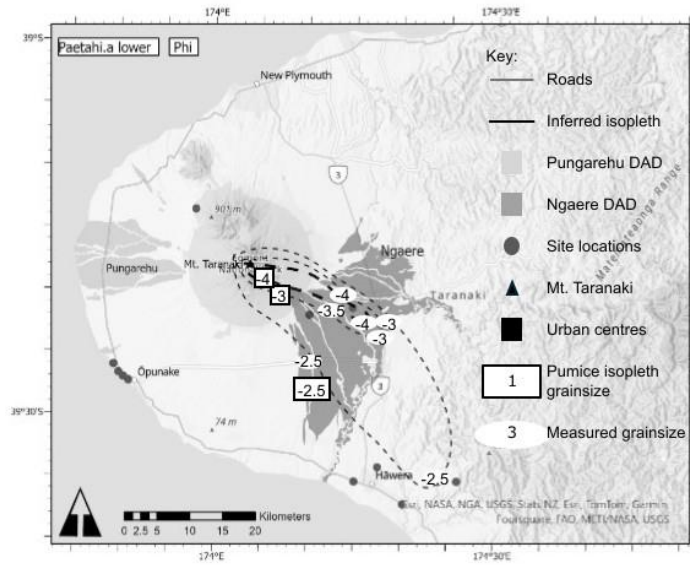 174°E
174°30'E
39°S
Paetahi.a lower
Phi
New Plymouth
Key:
Roads
Inferred isopleth
Pungarehu DAD
Ngaere DAD
Site locations
Mt. Taranaki
Urban centres
1
Pumice isopleth
grainsize
3
Measured grainsize
3
901 m
Ngaere
Pungarehu
Mt. Taranaki
-4
-3
-4
-3.5
-4
-3
-3
Taranaki
-2.5
-2.5
3
Ōpunake
39°30'S
74 m
Hāwera
-2.5
Esri, NASA, NGA, USGS, Stats NZ, Esri, TomTom, Garmin,
Foursquare, FAO, METI/NASA, USGS
0 2.5 5 10 15 20
Kilometers
174°E
174°30'E